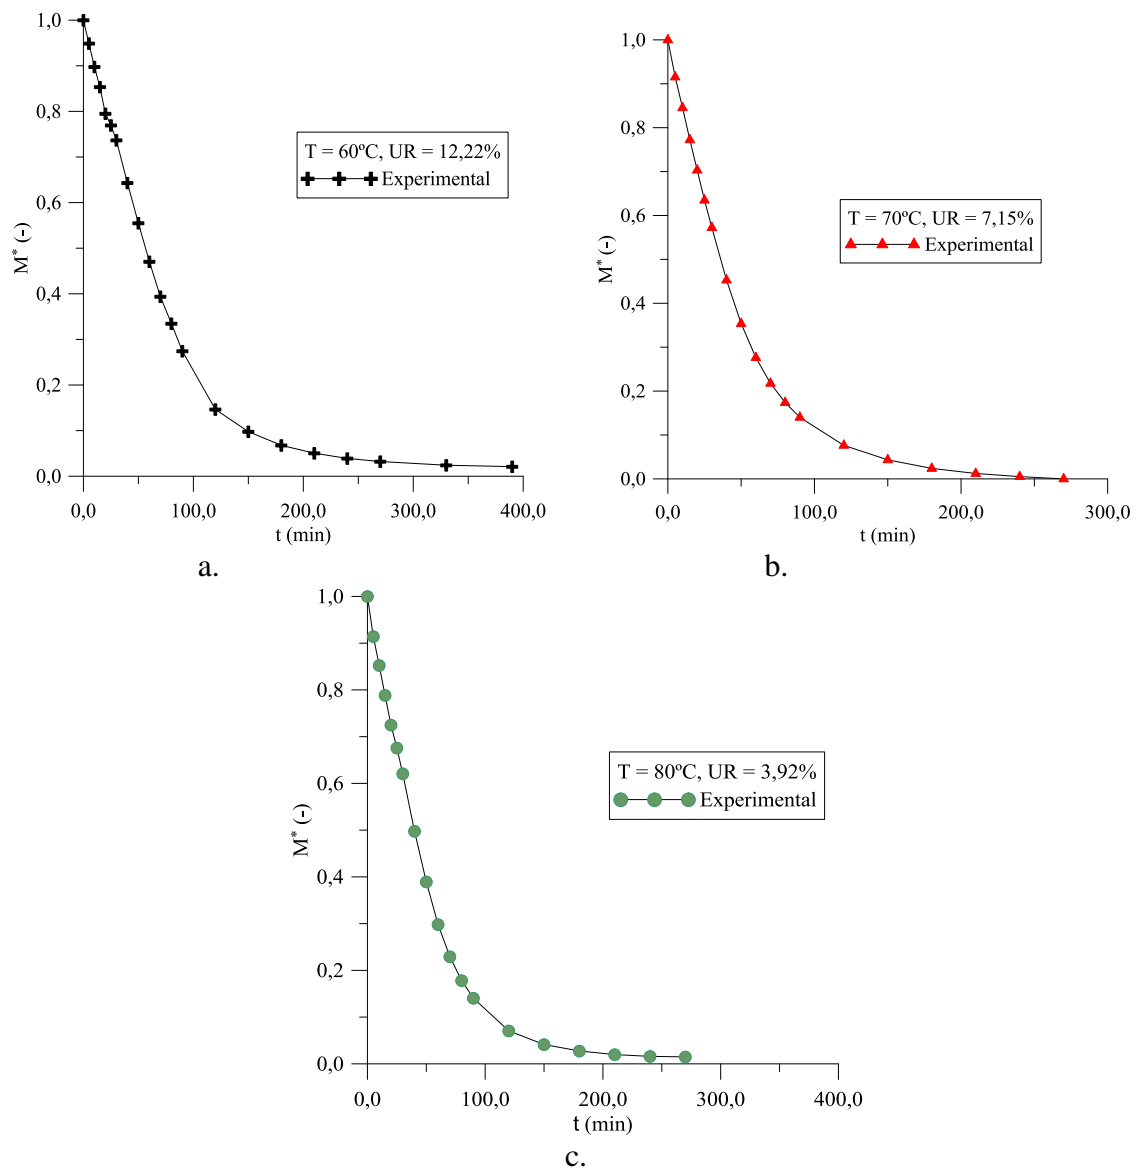 1,0
0,8
0,6
0,4
0,2
0,0
M* (-)
T = 60ºC, UR = 12,22%
Experimental
0,0 100,0 200,0 300,0 400,0
t (min)
a.
1,0
0,8
0,6
0,4
0,2
0,0
M* (-)
T = 70ºC, UR = 7,15%
Experimental
0,0 100,0 200,0 300,0
t (min)
b.
1,0
0,8
0,6
0,4
0,2
0,0
M* (-)
T = 80ºC, UR = 3,92%
Experimental
0,0 100,0 200,0 300,0 400,0
t (min)
c.